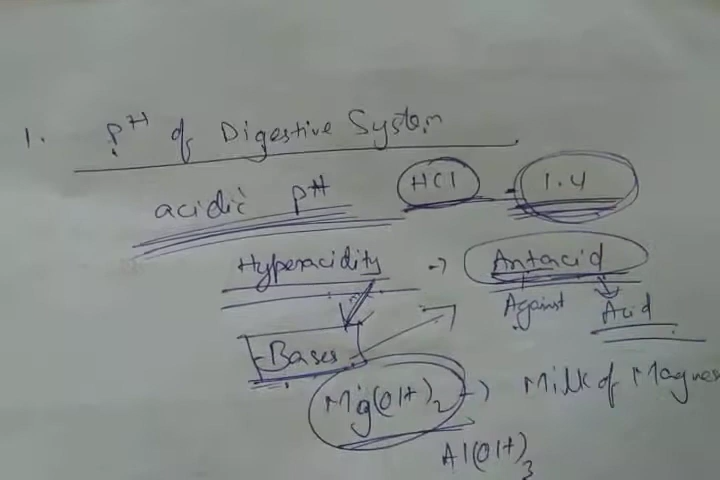 1. pH of Digestive System
acidic pH HCl 1.4
Hyperacidity → Antacid
Against Acid
Bases
Mg(OH)2 → Milk of Magnes
Al(OH)3